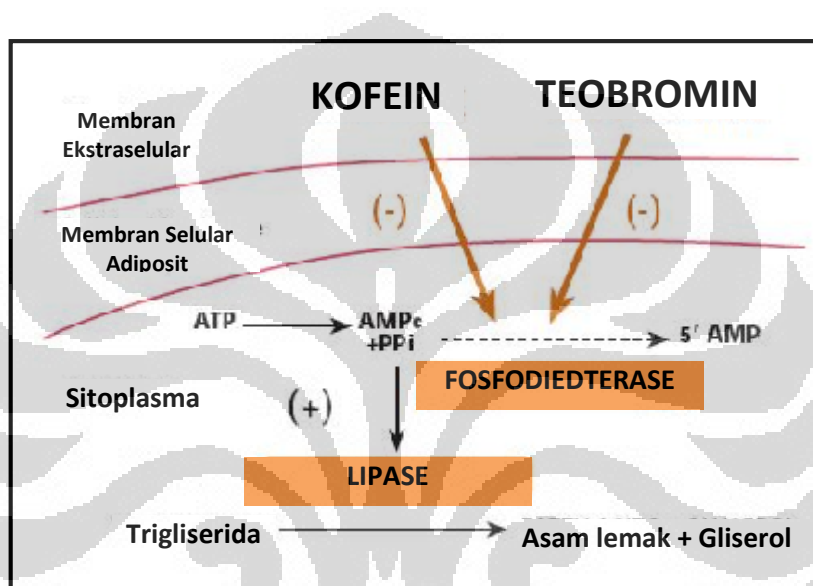 KOFEIN
TEOBROMIN
Membran
Ekstraselular
(-)
(-)
Membran Selular
Adiposit
ATP
AMPc
+PPi
5' AMP
FOSFODIEDTERASE
Sitoplasma
(+)
LIPASE
Trigliserida
Asam lemak + Gliserol